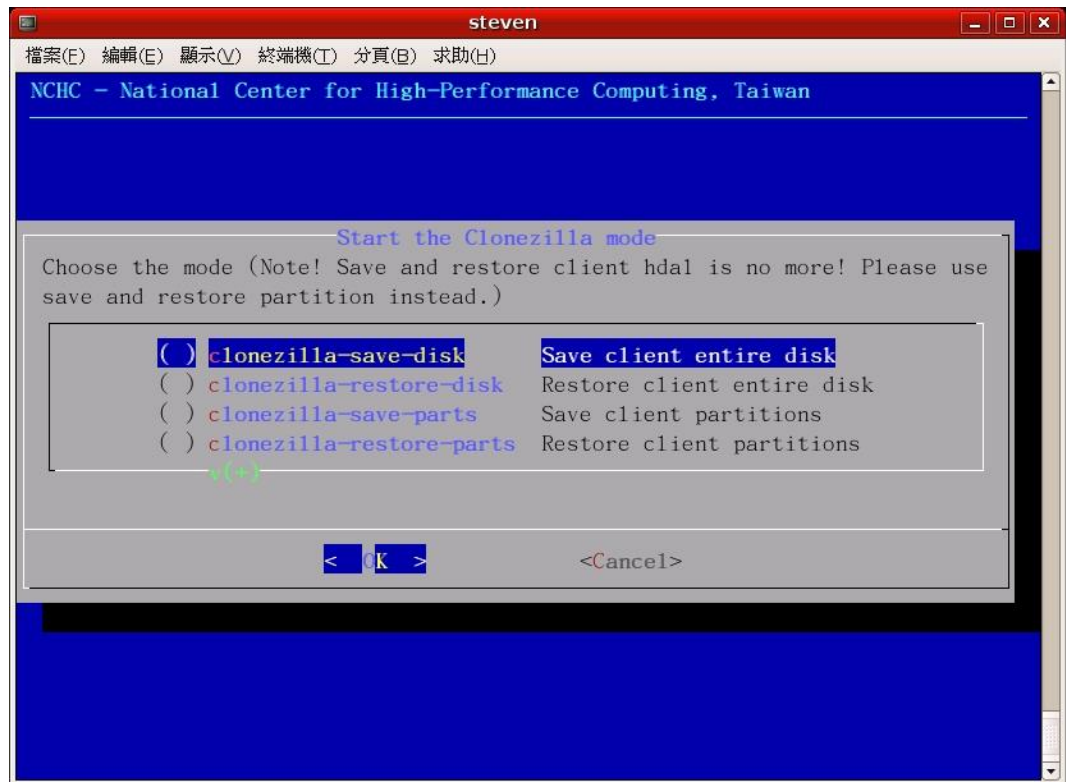 steven
檔案(F) 編輯(E) 顯示(V) 終端機(T) 分頁(B) 求助(H)
NCHC - National Center for High-Performance Computing, Taiwan
Start the Clonezilla mode
Choose the mode (Note! Save and restore client hda1 is no more! Please use
save and restore partition instead.)
( ) clonezilla-save-disk Save client entire disk
( ) clonezilla-restore-disk Restore client entire disk
( ) clonezilla-save-parts Save client partitions
( ) clonezilla-restore-parts Restore client partitions
v(+)
< OK > <Cancel>